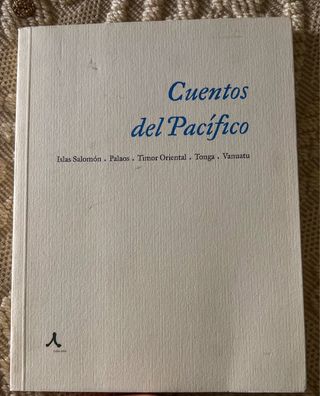 Cuentos
del Pacífico
Islas Salomón . Palaos . Timor Oriental . Tonga . Vanuatu